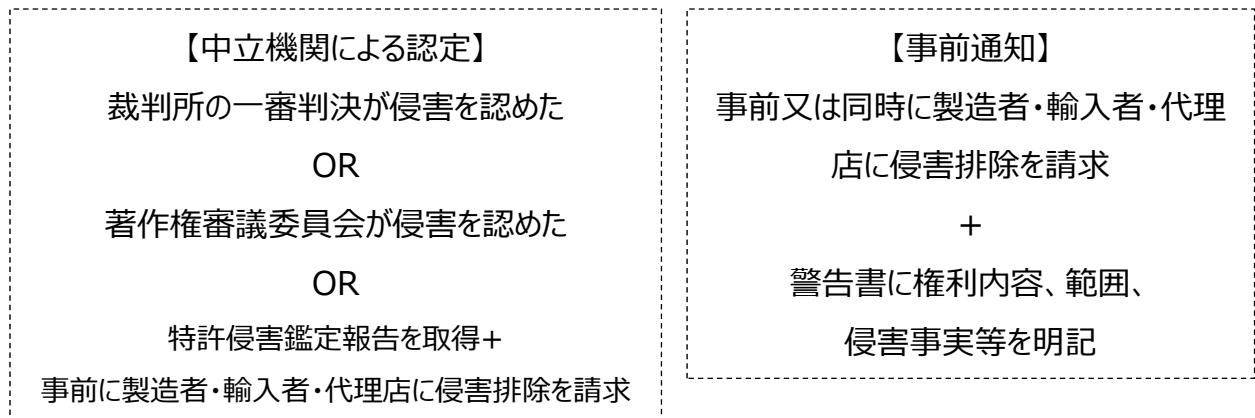 【中立機関による認定】
裁判所の一審判決が侵害を認めた
OR
著作権審議委員会が侵害を認めた
OR
特許侵害鑑定報告を取得+
事前に製造者・輸入者・代理店に侵害排除を請求
【事前通知】
事前又は同時に製造者・輸入者・代理
店に侵害排除を請求
+
警告書に権利内容、範囲、
侵害事実等を明記